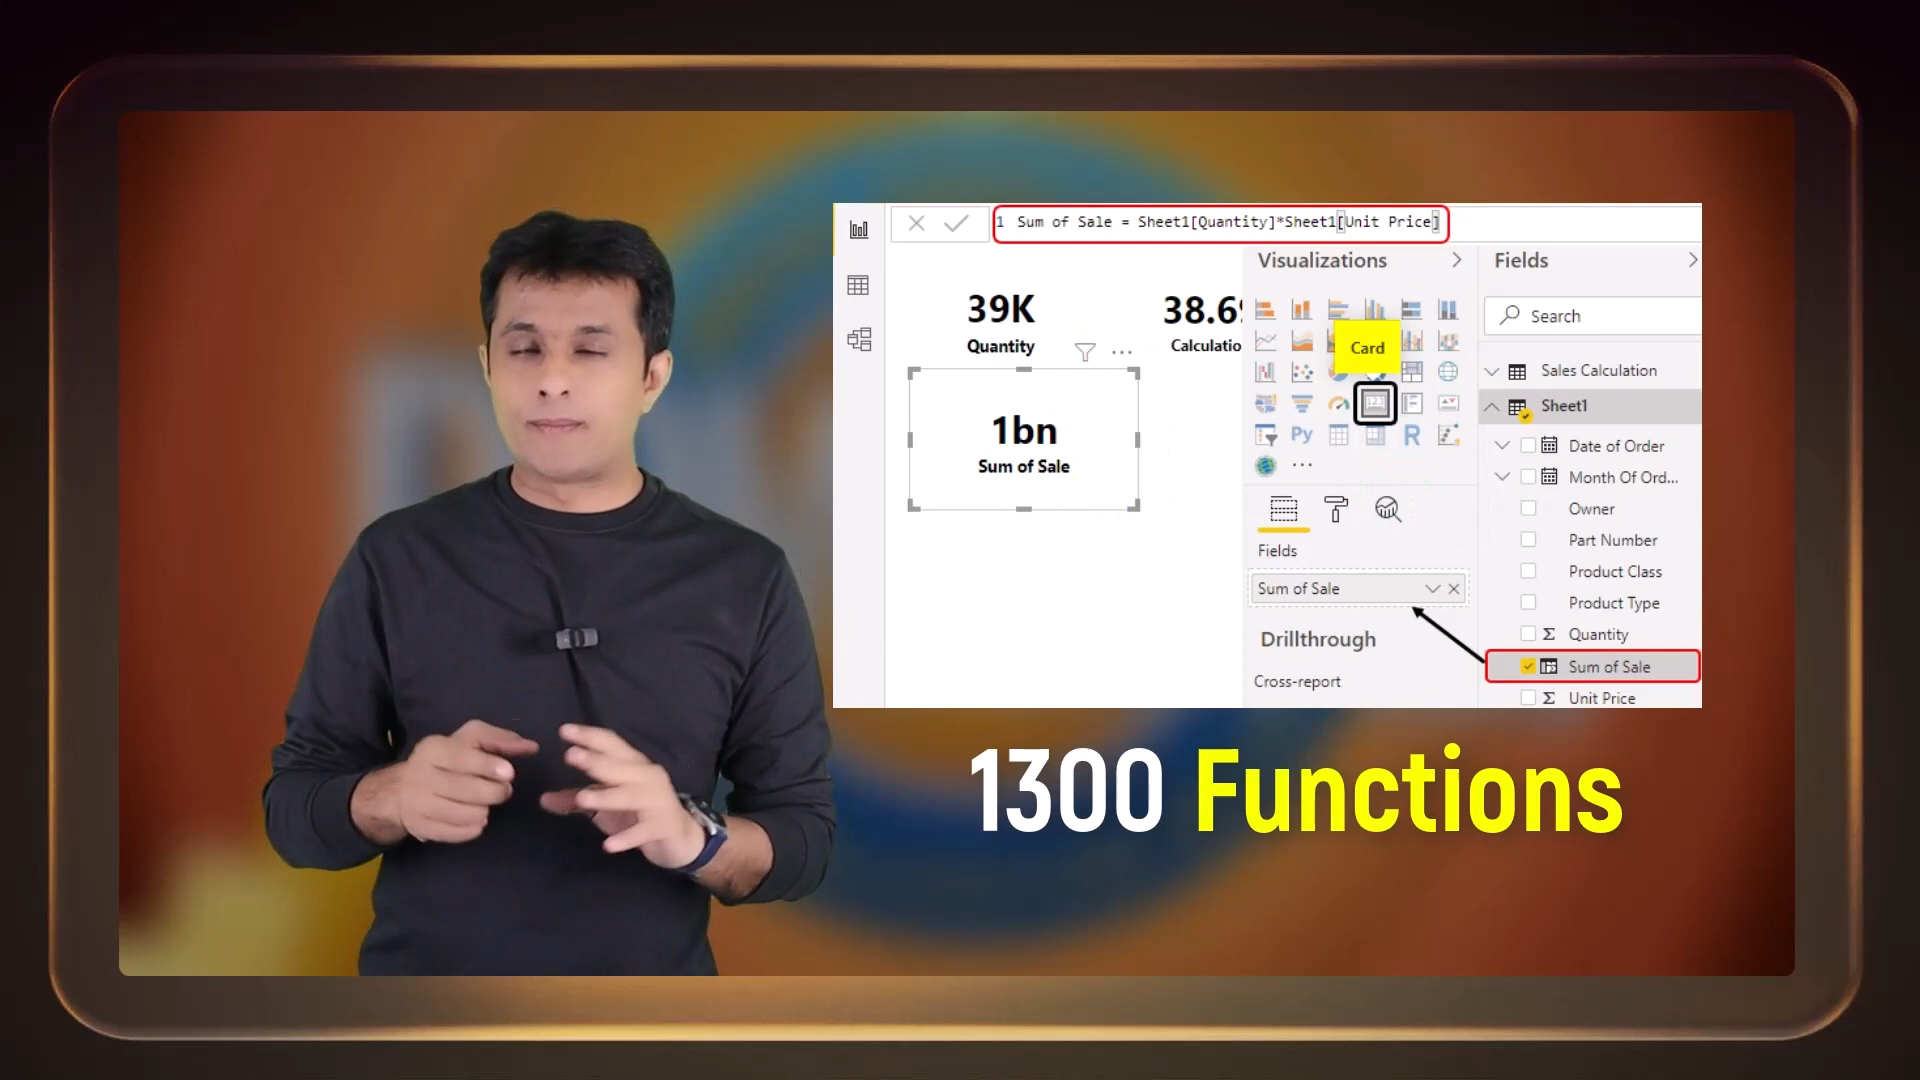 1 Sum of Sale = Sheet1[Quantity]*Sheet1[Unit Price]
Visualizations
Fields
39K
Quantity
38.69
Calculatio
Search
Card
Sales Calculation
Sheet1
1bn
Sum of Sale
Date of Order
Month Of Ord...
Owner
Part Number
Product Class
Product Type
Quantity
Sum of Sale
Unit Price
Py
R
Fields
Sum of Sale
Drillthrough
Cross-report
1300 Functions